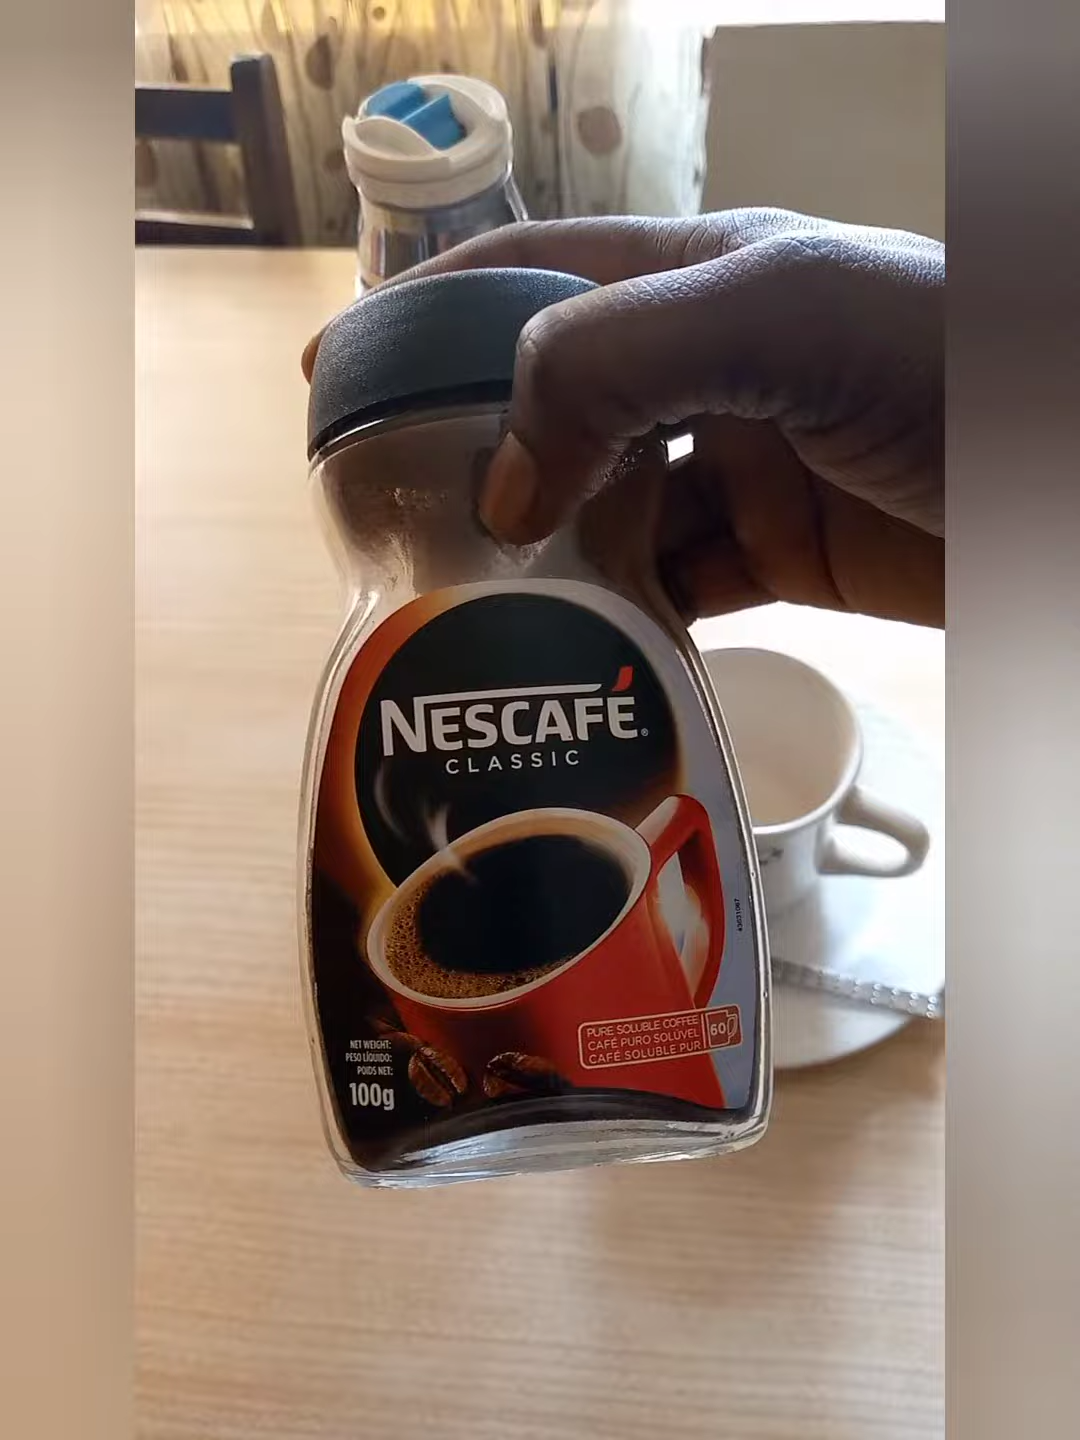 NESCAFÉ®
CLASSIC
PURE SOLUBLE COFFEE
CAFÉ PURO SOLÚVEL
CAFÉ SOLUBLE PUR
60
NET WEIGHT:
PESO LÍQUIDO:
POIDS NET:
100g